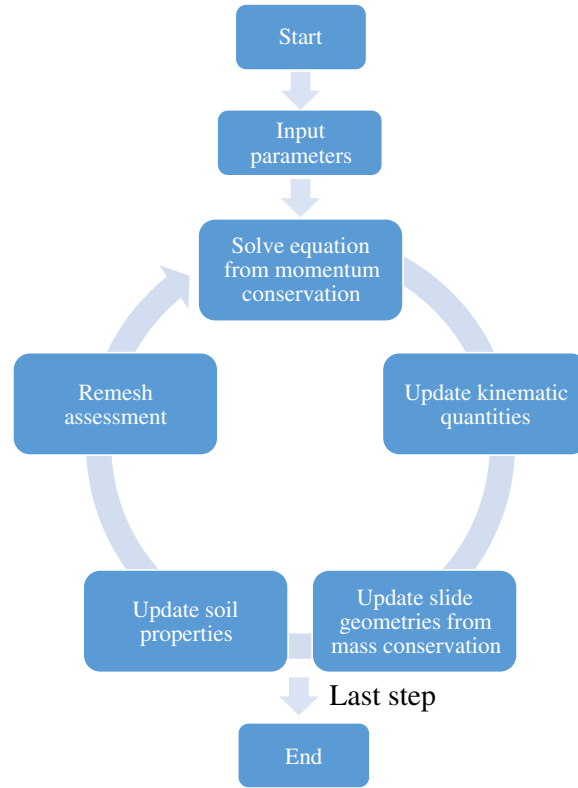 Start
Input
parameters
Solve equation
from momentum
conservation
Remesh
assessment
Update kinematic
quantities
Update soil
properties
Update slide
geometries from
mass conservation
Last step
End